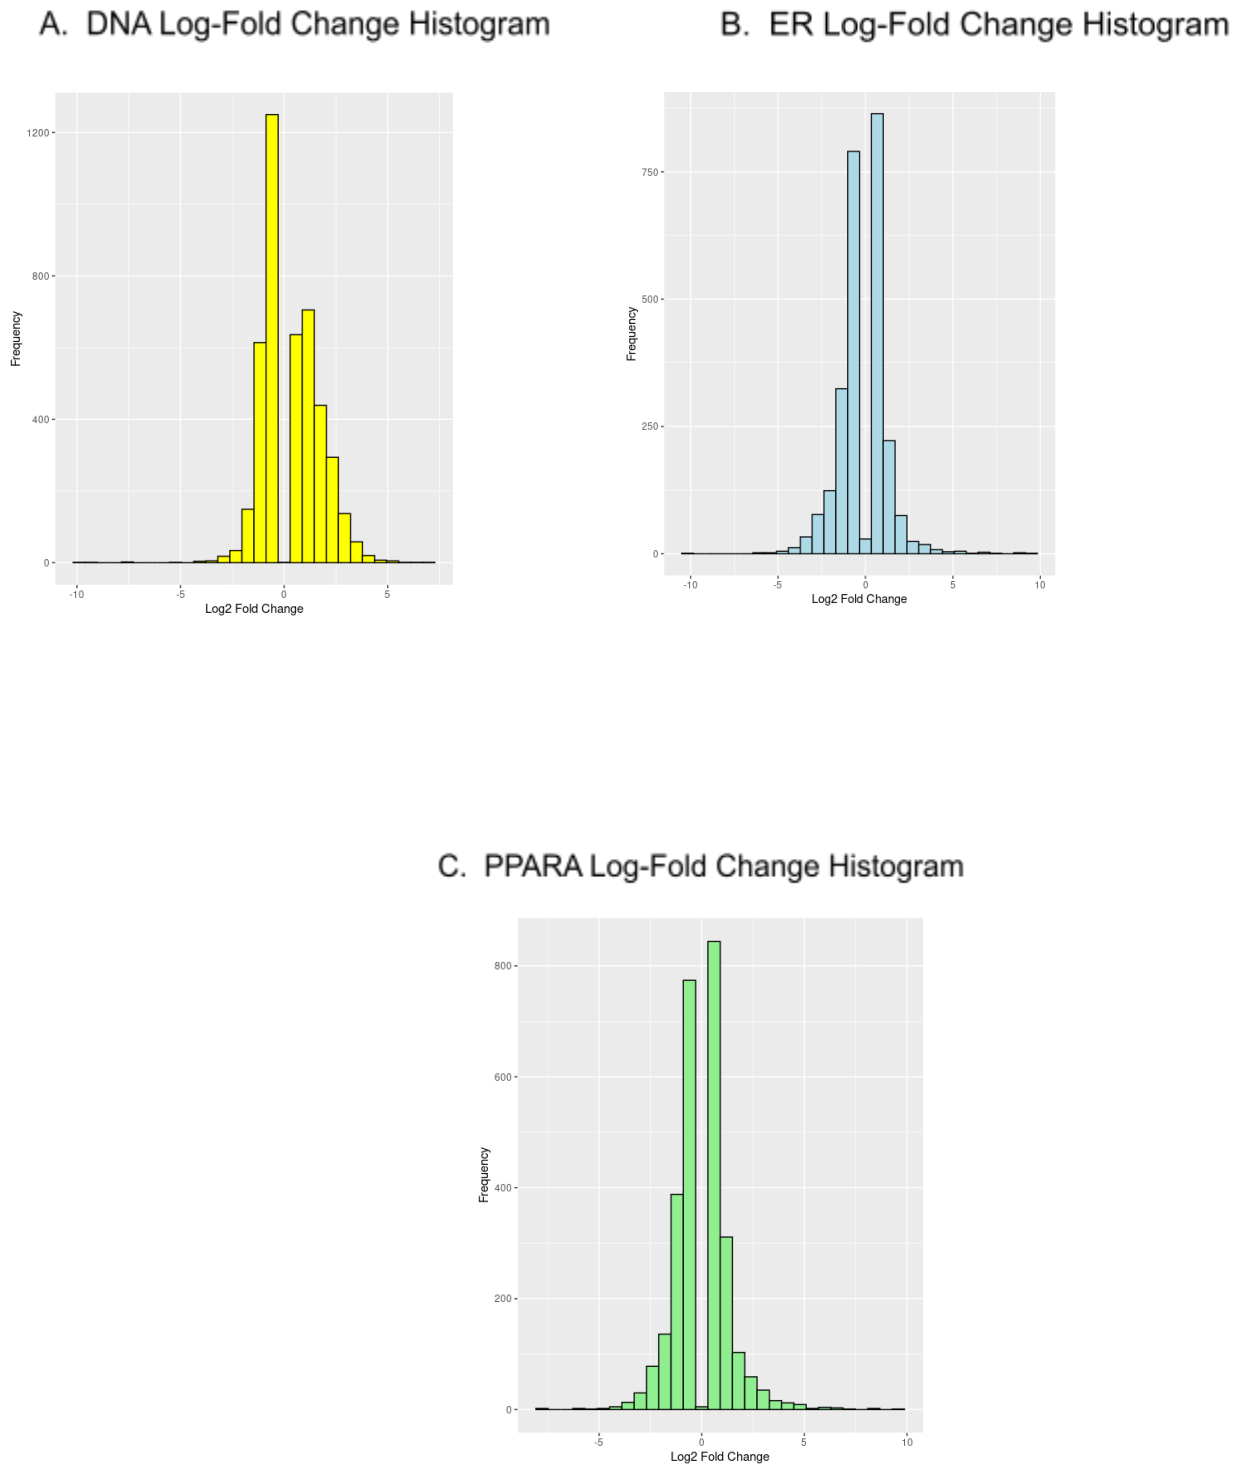 A. DNA Log-Fold Change Histogram
B. ER Log-Fold Change Histogram
1200
800
400
0
Frequency
-10
-5
0
5
Log2 Fold Change
750
500
250
0
Frequency
-10
-5
0
5
10
Log2 Fold Change
C. PPARA Log-Fold Change Histogram
800
600
400
200
0
Frequency
-5
0
5
10
Log2 Fold Change